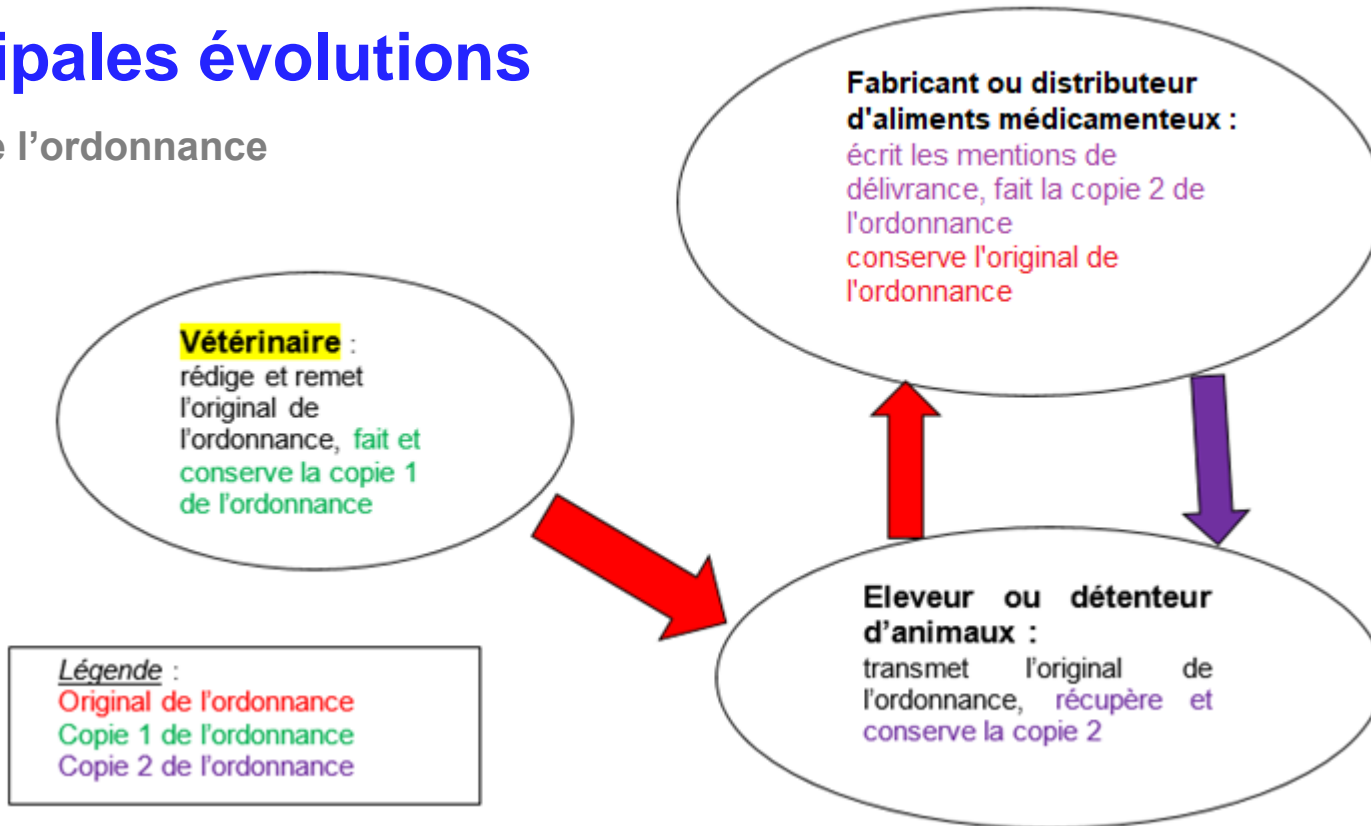 ipales évolutions
e l'ordonnance
Fabricant ou distributeur
d'aliments médicamenteux :
écrit les mentions de
délivrance, fait la copie 2 de
l'ordonnance
conserve l'original de
l'ordonnance
Vétérinaire :
rédige et remet
l'original de
l'ordonnance, fait et
conserve la copie 1
de l'ordonnance
Eleveur ou détenteur
d'animaux :
transmet l'original de
l'ordonnance, récupère et
conserve la copie 2
Légende :
Original de l'ordonnance
Copie 1 de l'ordonnance
Copie 2 de l'ordonnance